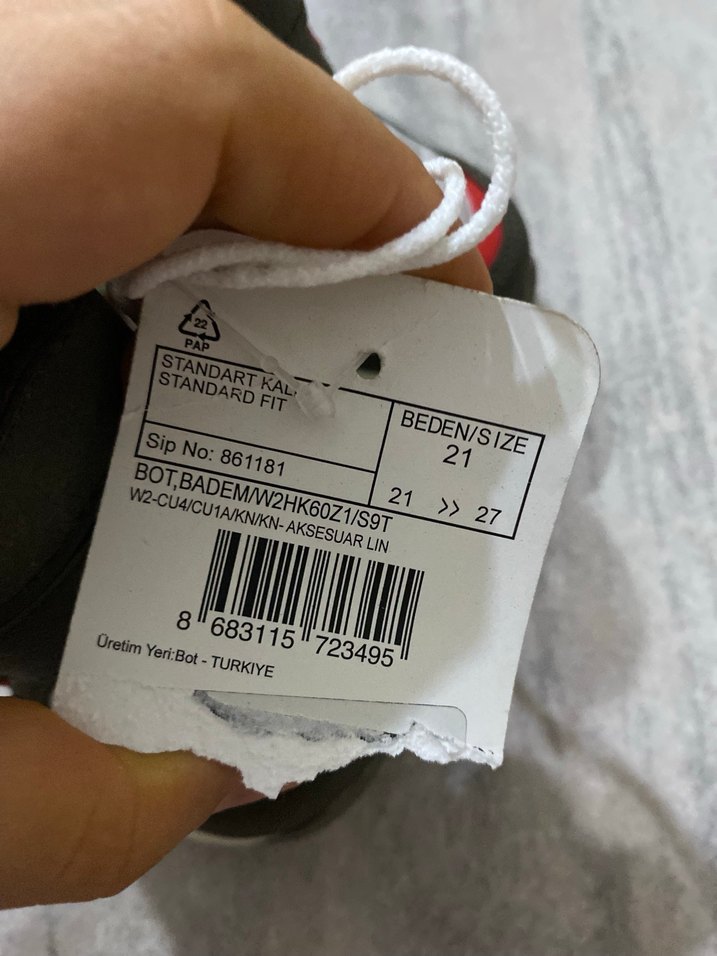 22
PAP
STANDART
STANDARD FIT
BEDEN/SIZE
21
21 >> 27
Sip No: 861181
BOT,BADEM/W2HK60Z1/S9T
W2-CU4/CU1A/KN/KN- AKSESUAR LIN
8 683115 723495
Üretim Yeri:Bot - TURKIYE